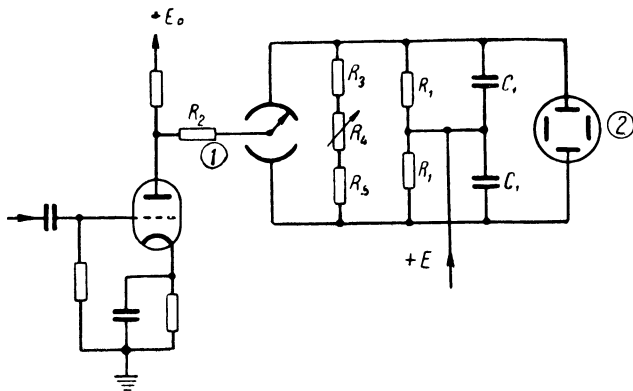 +E₀
R₂
①
R₃
R₄
R₅
R₁
R₁
C₁
C₁
②
+E